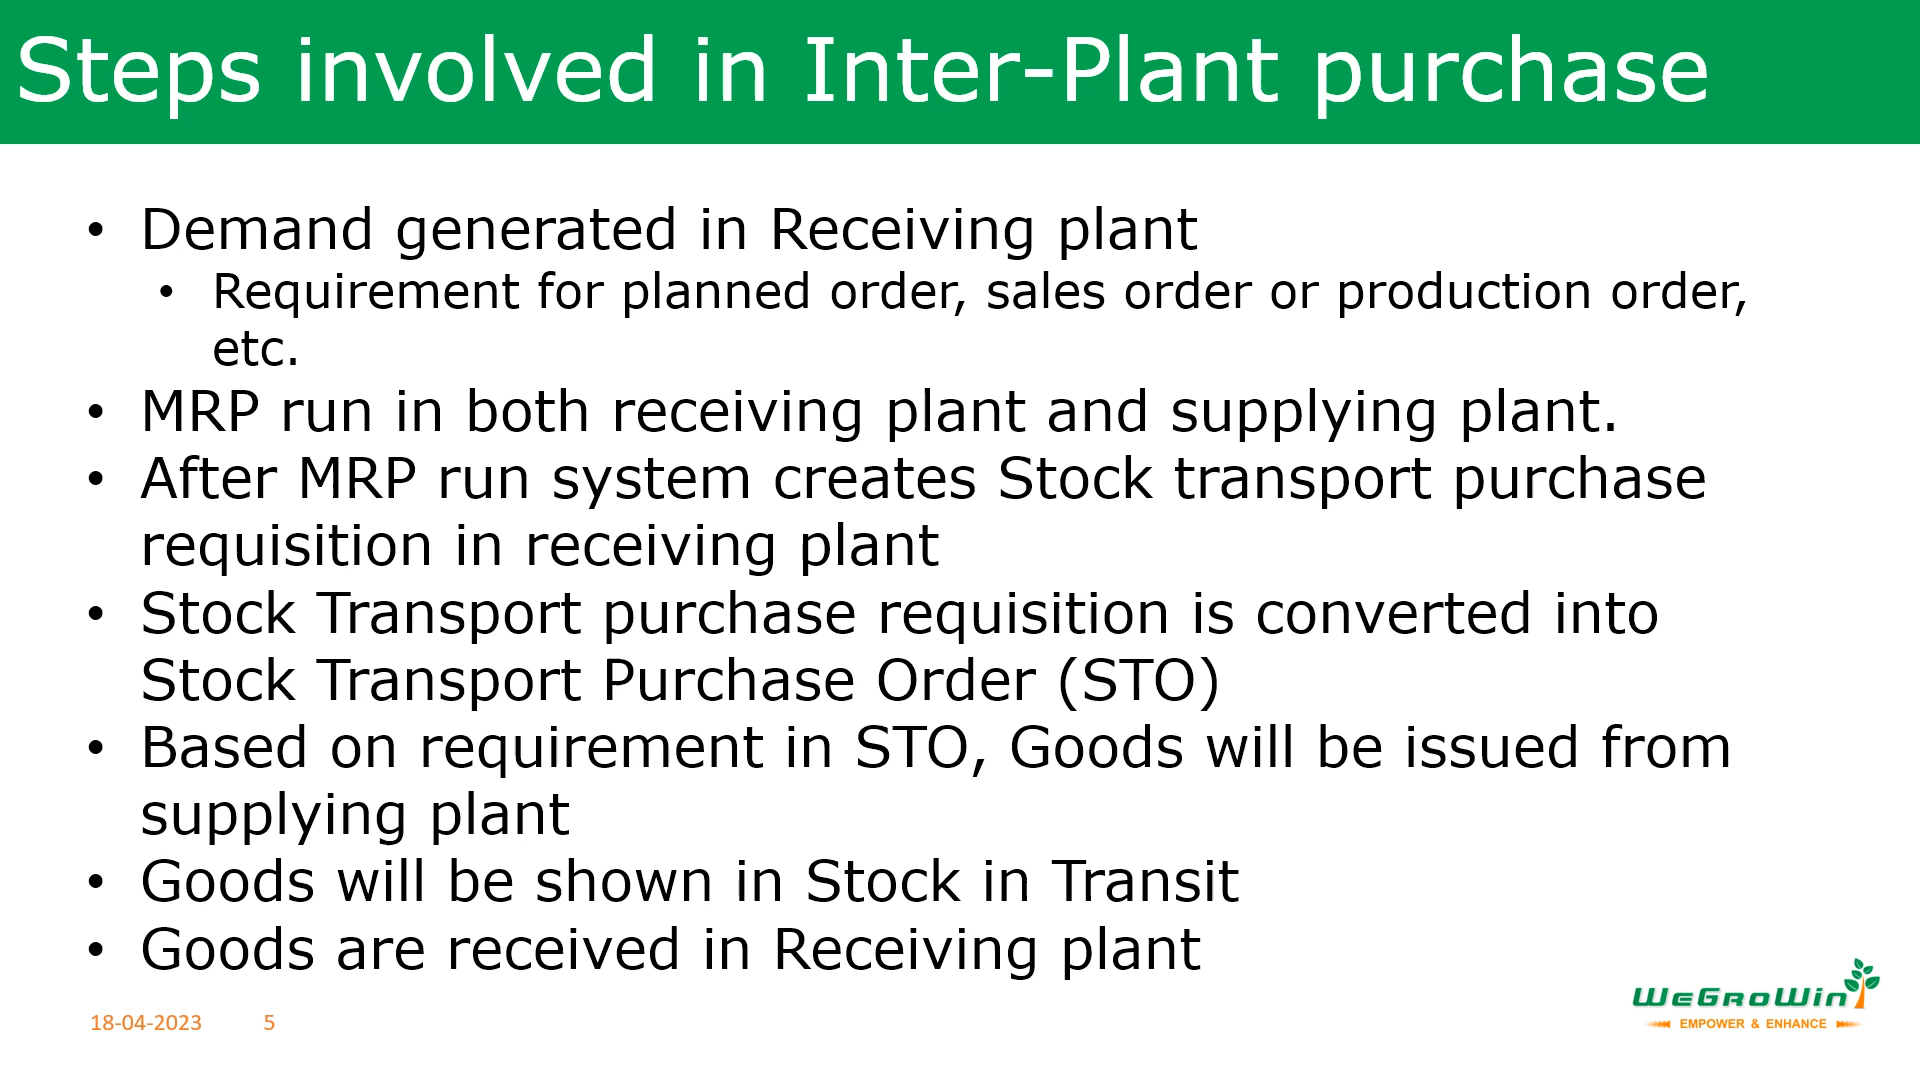 Steps involved in Inter-Plant purchase
• Demand generated in Receiving plant
• Requirement for planned order, sales order or production order,
etc.
• MRP run in both receiving plant and supplying plant.
• After MRP run system creates Stock transport purchase
requisition in receiving plant
• Stock Transport purchase requisition is converted into
Stock Transport Purchase Order (STO)
• Based on requirement in STO, Goods will be issued from
supplying plant
• Goods will be shown in Stock in Transit
• Goods are received in Receiving plant
18-04-2023 5
WeGroWin
EMPOWER & ENHANCE